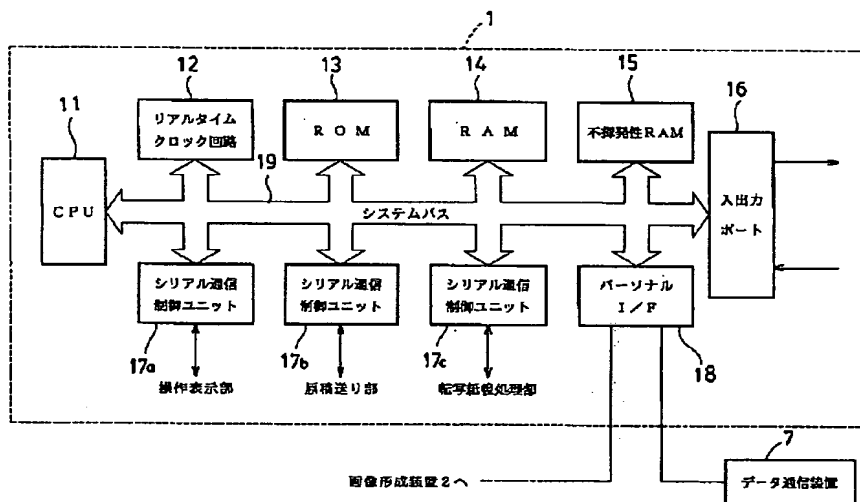 1
12
13
14
15
16
11
リアルタイム
クロック回路
ROM
RAM
不揮発性RAM
19
CPU
システムバス
入出力
ポート
シリアル通信
制御ユニット
シリアル通信
制御ユニット
シリアル通信
制御ユニット
パーソナル
I/F
17a
17b
17c
18
操作表示部
原稿送り部
転写紙後処理部
7
画像形成装置2へ
データ通信装置